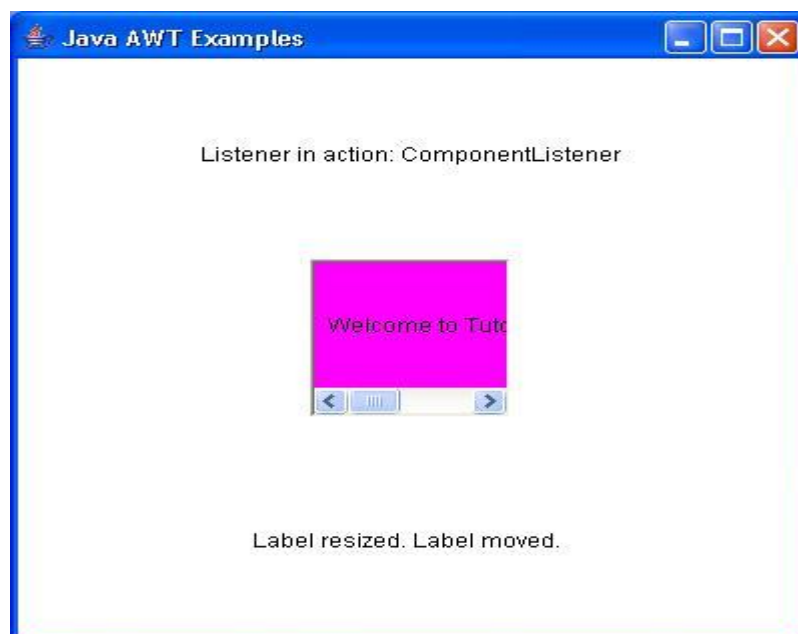 Java AWT Examples
Listener in action: ComponentListener
Welcome to Tuto
Label resized. Label moved.